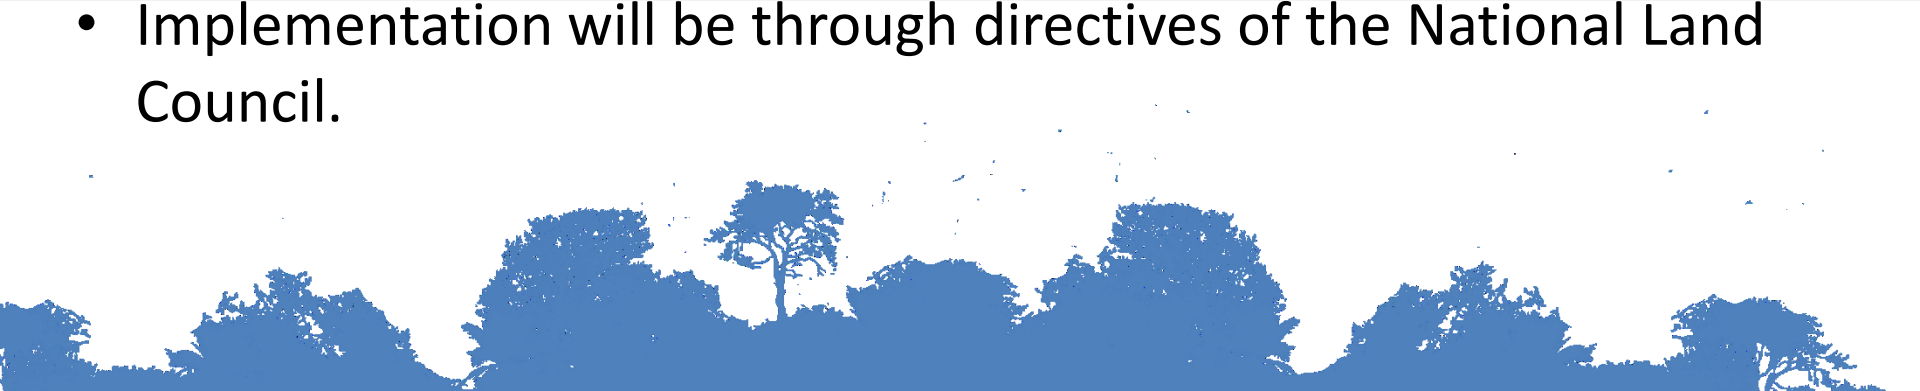 • Implementation will be through directives of the National Land
Council.